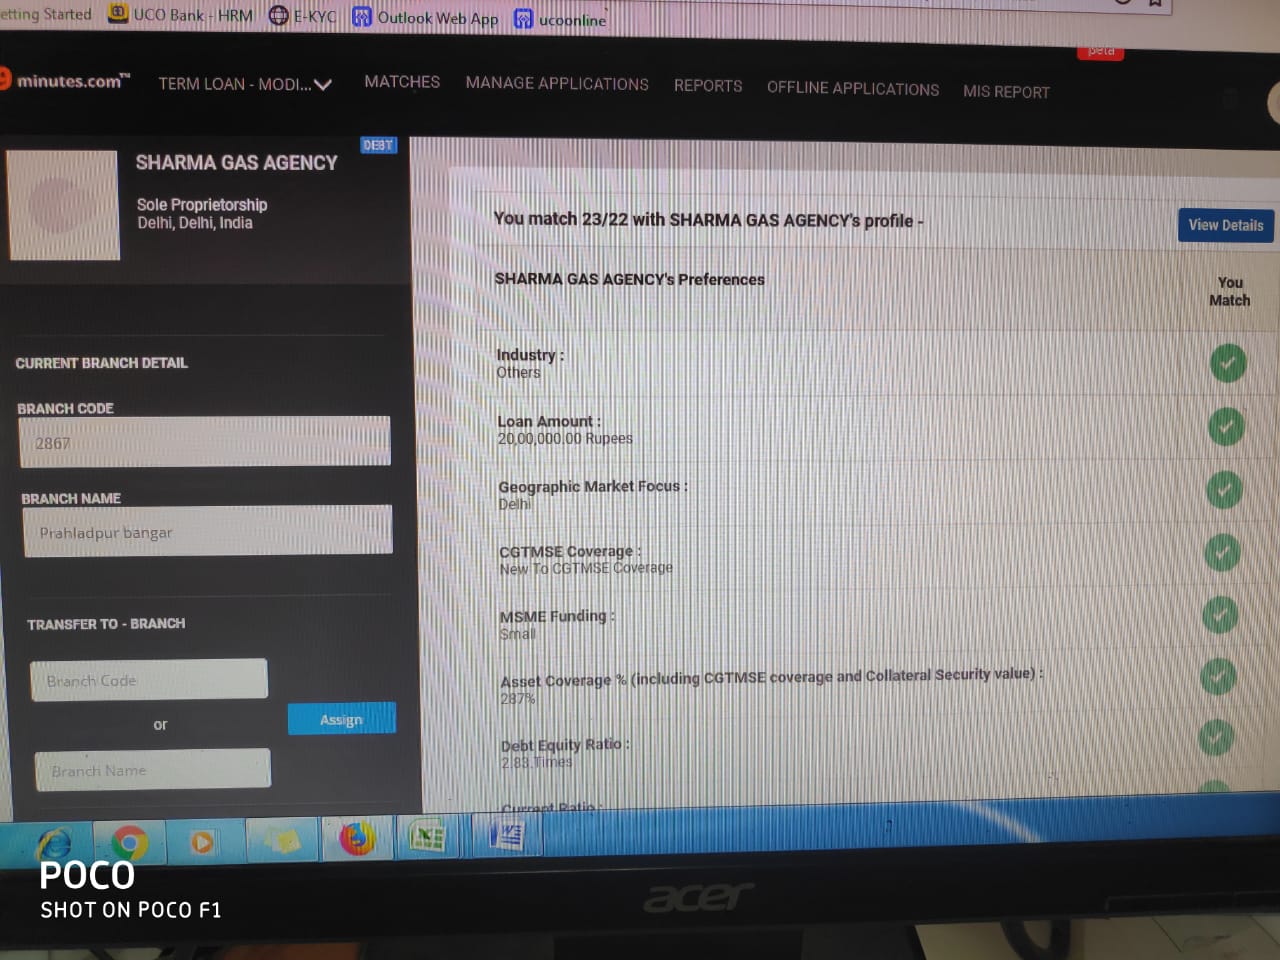 etting Started UCO Bank - HRM E-KYC Outlook Web App ucoonline
beta
minutes.com™ TERM LOAN - MODI... MATCHES MANAGE APPLICATIONS REPORTS OFFLINE APPLICATIONS MIS REPORT
DEBT
SHARMA GAS AGENCY
Sole Proprietorship
Delhi, Delhi, India
CURRENT BRANCH DETAIL
BRANCH CODE
2867
BRANCH NAME
Prahladpur bangar
TRANSFER TO - BRANCH
Branch Code
or
Assign
Branch Name
You match 23/22 with SHARMA GAS AGENCY's profile -
View Details
SHARMA GAS AGENCY's Preferences
You
Match
Industry :
Others
Loan Amount :
20,00,000.00 Rupees
Geographic Market Focus :
Delhi
CGTMSE Coverage :
New To CGTMSE Coverage
MSME Funding :
Small
Asset Coverage % (including CGTMSE coverage and Collateral Security value) :
287%
Debt Equity Ratio :
2.83 Times
Current Ratio :
POCO
SHOT ON POCO F1
acer